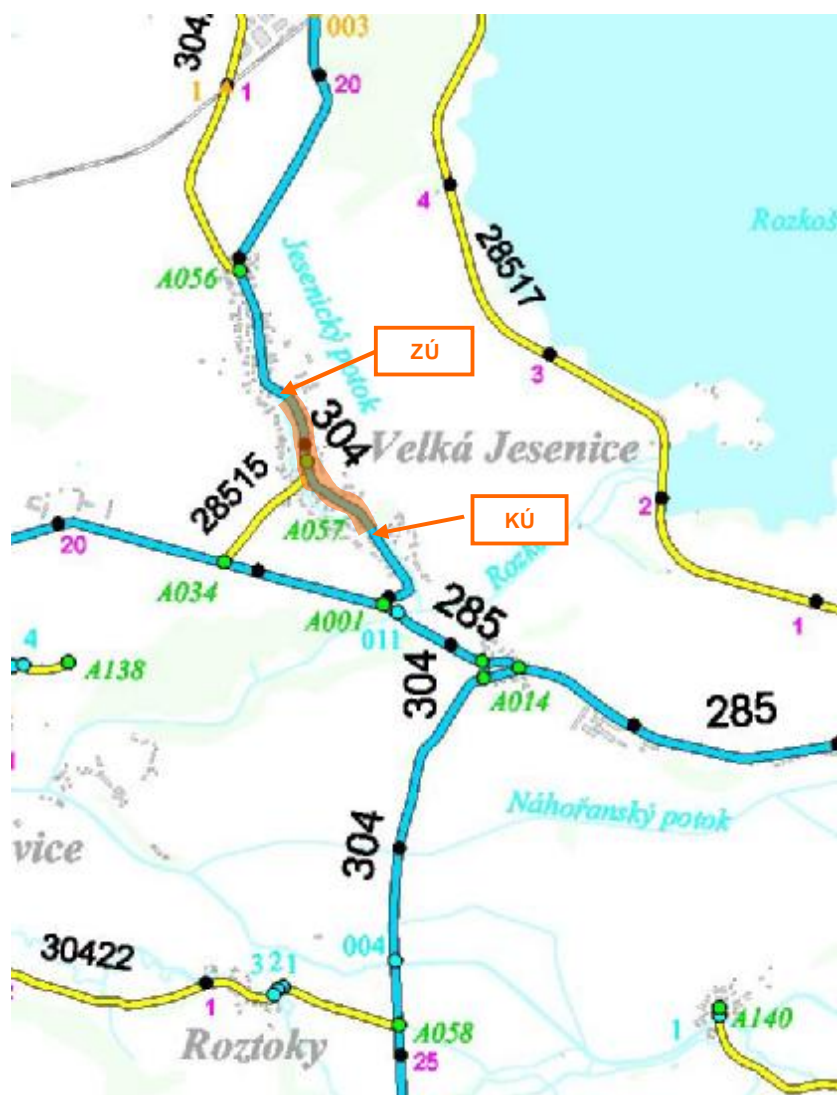 304
003
1
1
20
4
Rozkoš
28517
A056
Jesenický potok
ZÚ
3
304
Velká Jesenice
28515
2
KÚ
A057
20
A034
A001
011
285
1
304
A014
4
A138
285
Náhořanský potok
304
vice
30422
004
3
2
1
1
A058
1
A140
Roztoky
25